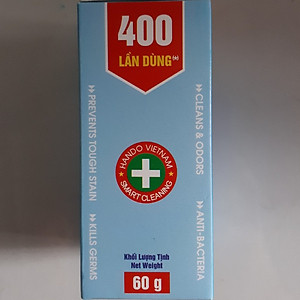 400
LẦN DÙNG
PREVENTS TOUGH STAIN
KILLS GERMS
CLEANS & ODORS
ANTI-BACTERIA
HANDO VIETNAM
SMART CLEANING
Khối Lượng Tịnh
Net Weight
60 g